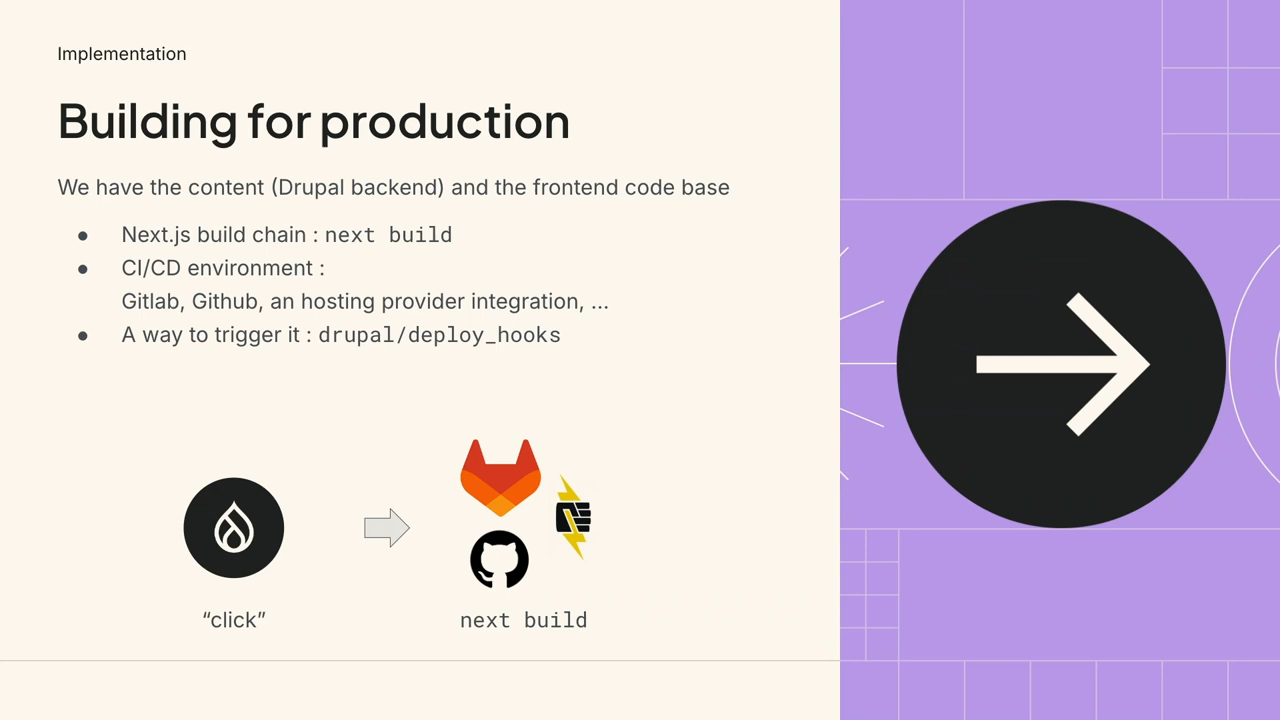 Implementation
Building for production
We have the content (Drupal backend) and the frontend code base
● Next.js build chain : next build
● CI/CD environment :
Gitlab, Github, an hosting provider integration, ...
● A way to trigger it : drupal/deploy_hooks
“click”
next build